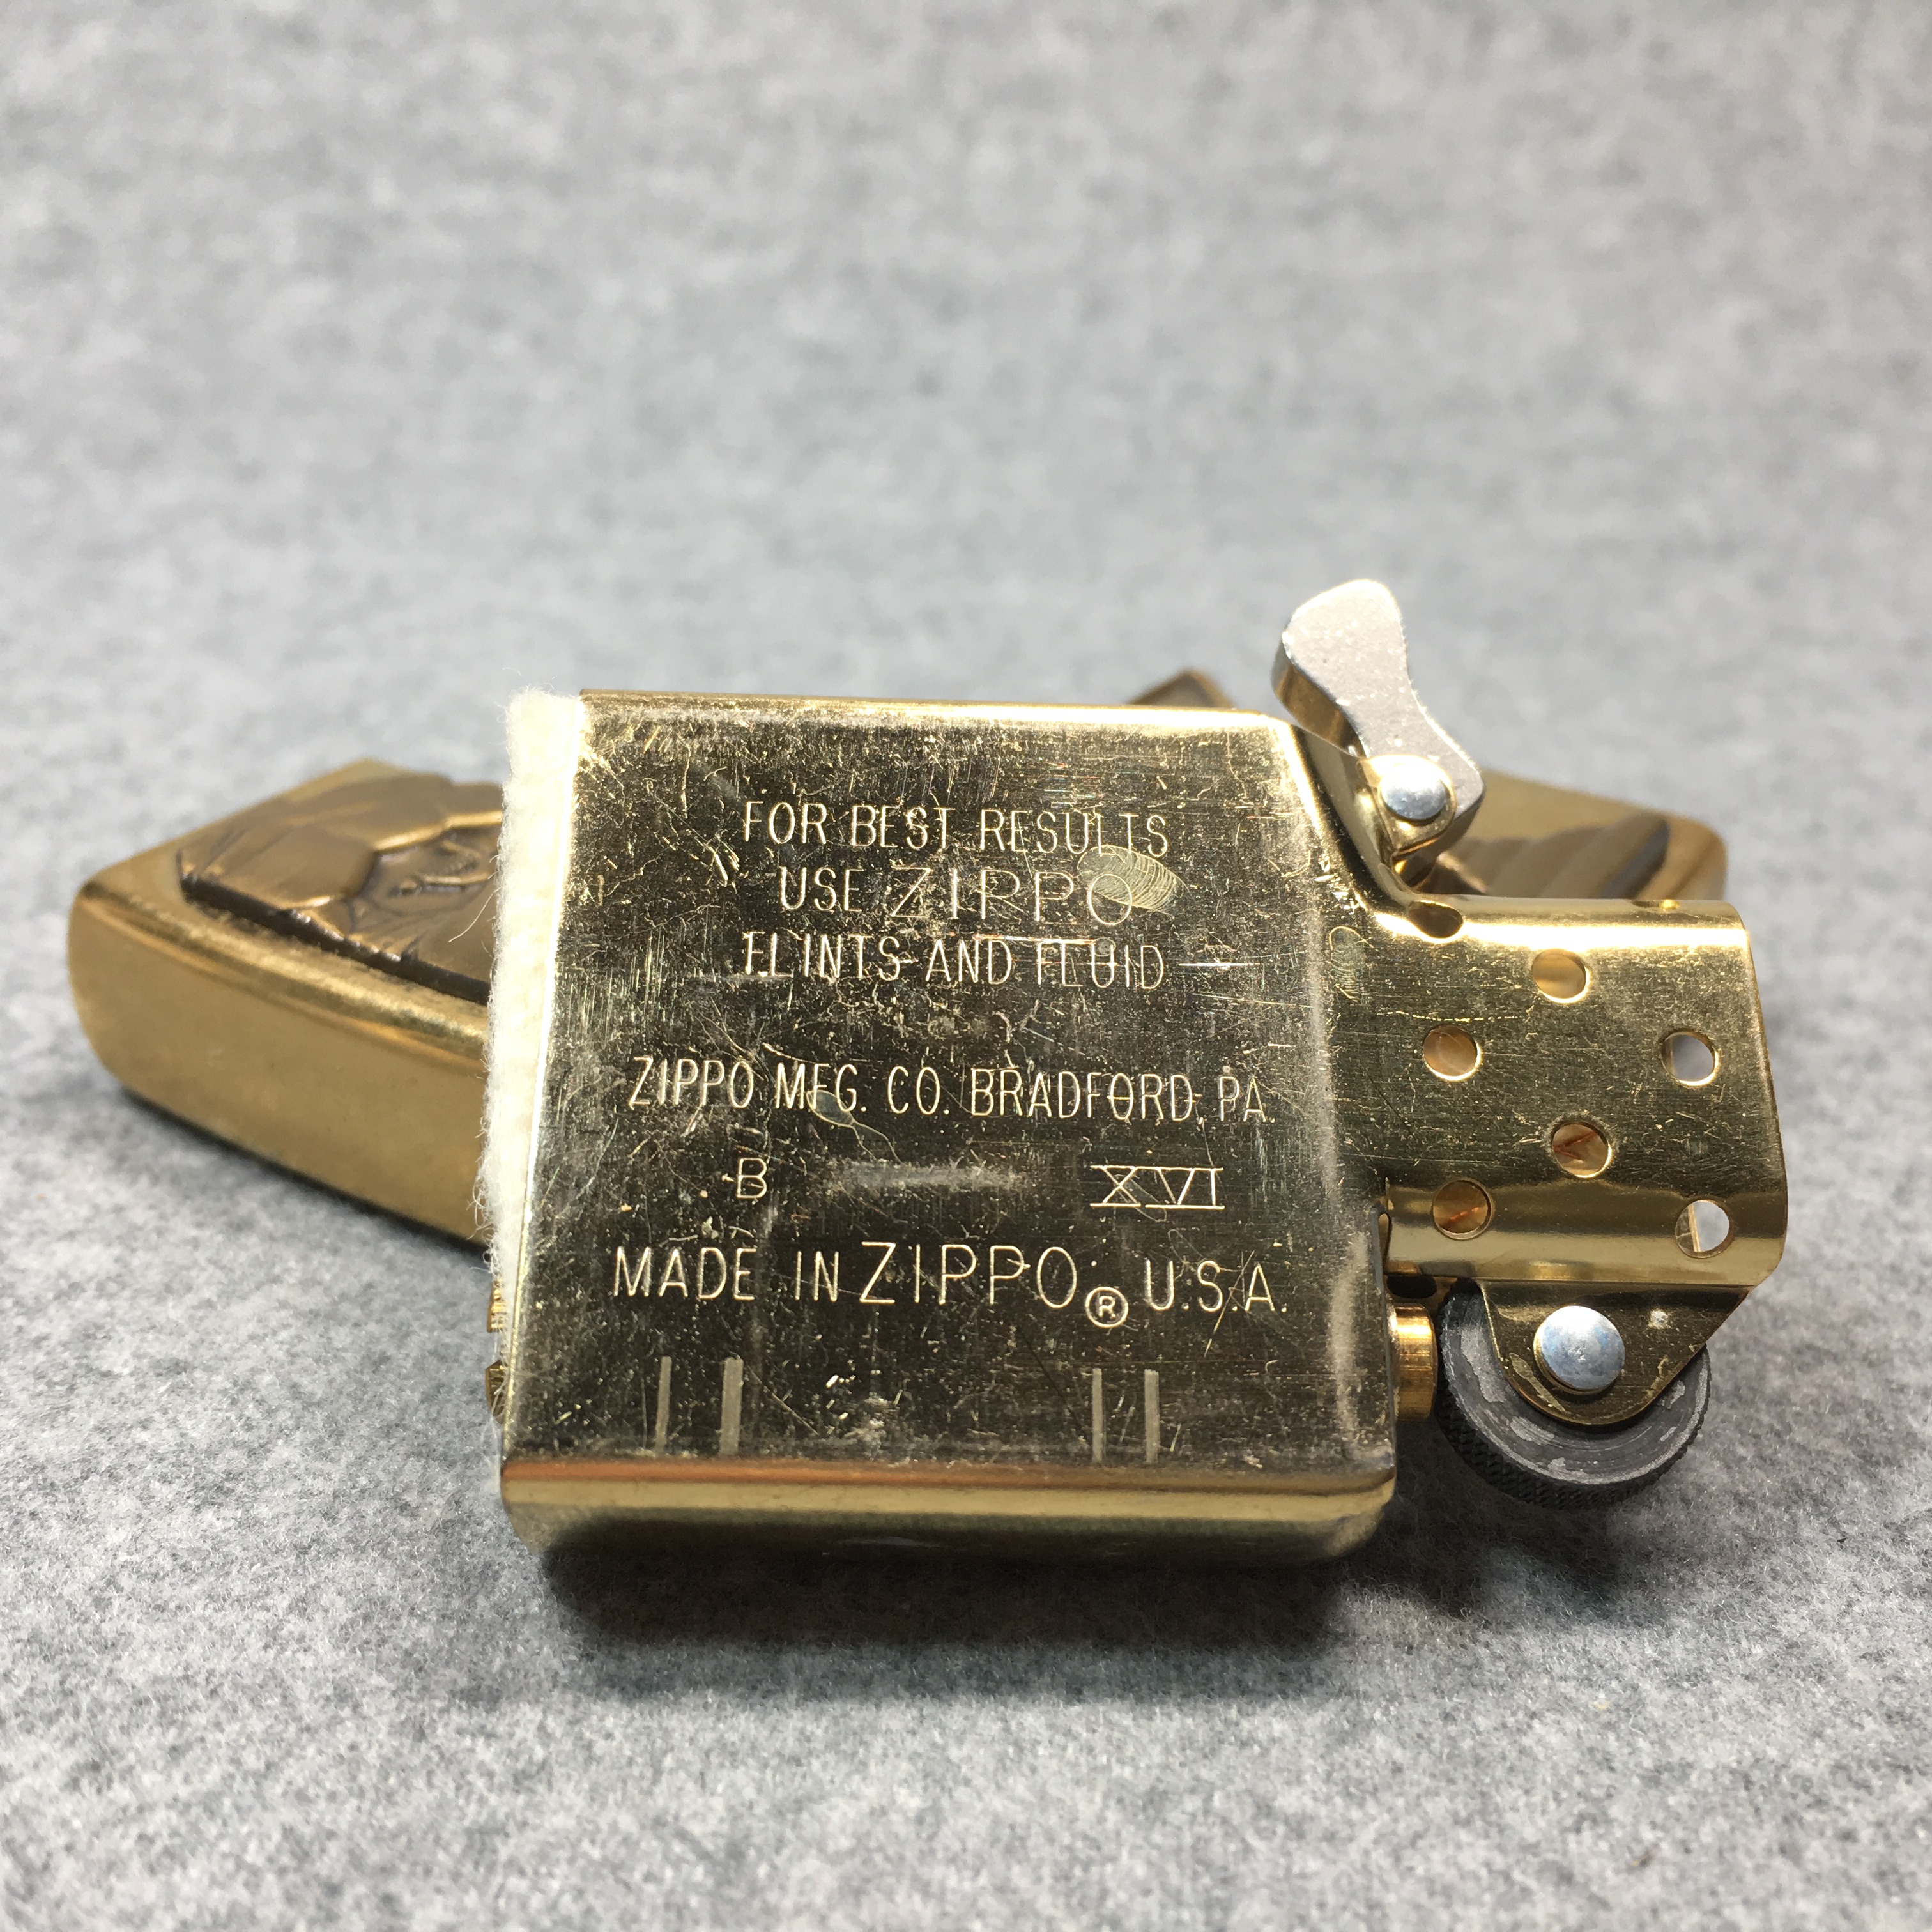 FOR BEST RESULTS
USE ZIPPO
FLINTS AND FLUID
ZIPPO MFG. CO. BRADFORD, PA.
B XVI
MADE IN ZIPPO® U.S.A.